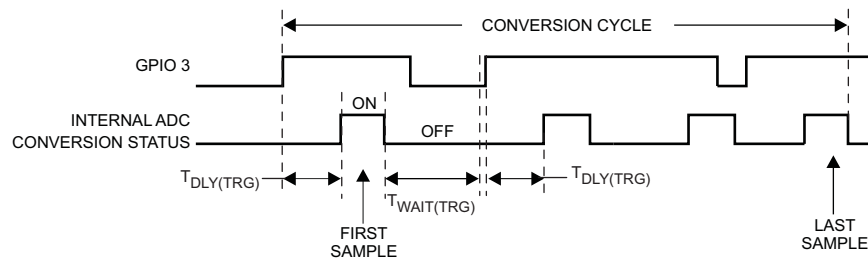 CONVERSION CYCLE
GPIO 3
ON
INTERNAL ADC
CONVERSION STATUS
OFF
TDLY(TRG)
TWAIT(TRG)
TDLY(TRG)
FIRST
SAMPLE
LAST
SAMPLE